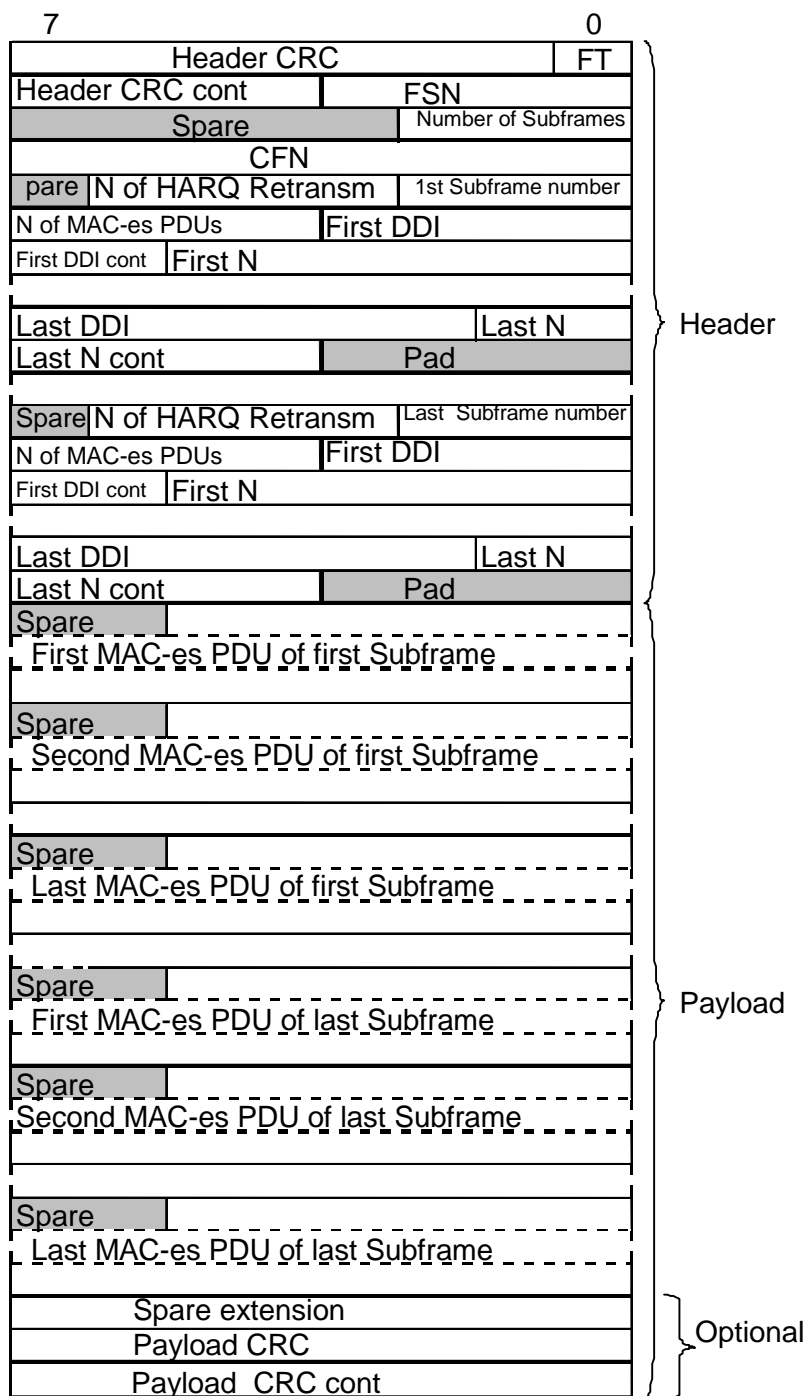 7 0
Header CRC FT
Header CRC cont FSN
Spare Number of Subframes
CFN
pare N of HARQ Retransm 1st Subframe number
N of MAC-es PDUs First DDI
First DDI cont First N
Last DDI Last N
Header
Last N cont Pad
Spare N of HARQ Retransm Last Subframe number
N of MAC-es PDUs First DDI
First DDI cont First N
Last DDI Last N
Last N cont Pad
Spare
First MAC-es PDU of first Subframe
Spare
Second MAC-es PDU of first Subframe
Spare
Last MAC-es PDU of first Subframe
Spare
Payload
First MAC-es PDU of last Subframe
Spare
Second MAC-es PDU of last Subframe
Spare
Last MAC-es PDU of last Subframe
Spare extension
Optional
Payload CRC
Payload CRC cont